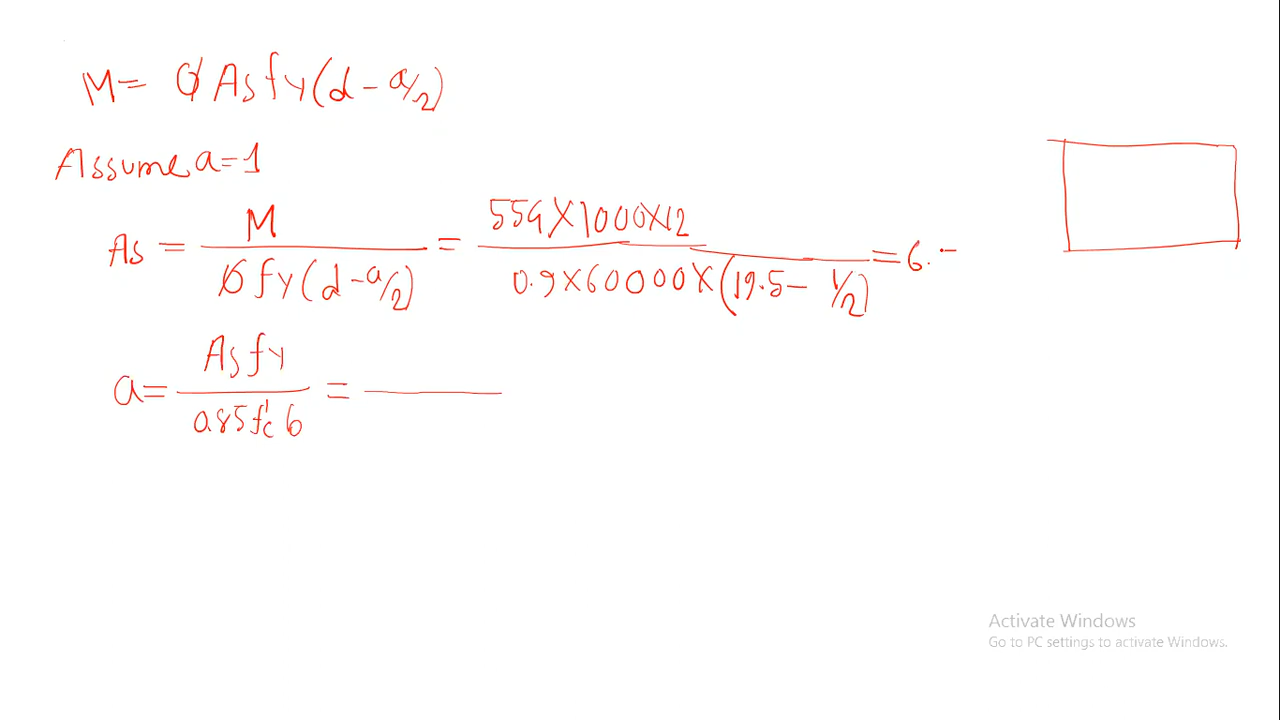 M = Ø As fy (d - a/2)
Assume a = 1
As = M / Ø fy (d - a/2) = 559 X 1000 X 12 / 0.9 X 60000 X (19.5 - 1/2) = 6.
a = As fy / 0.85 f'c b =
Activate Windows
Go to PC settings to activate Windows.